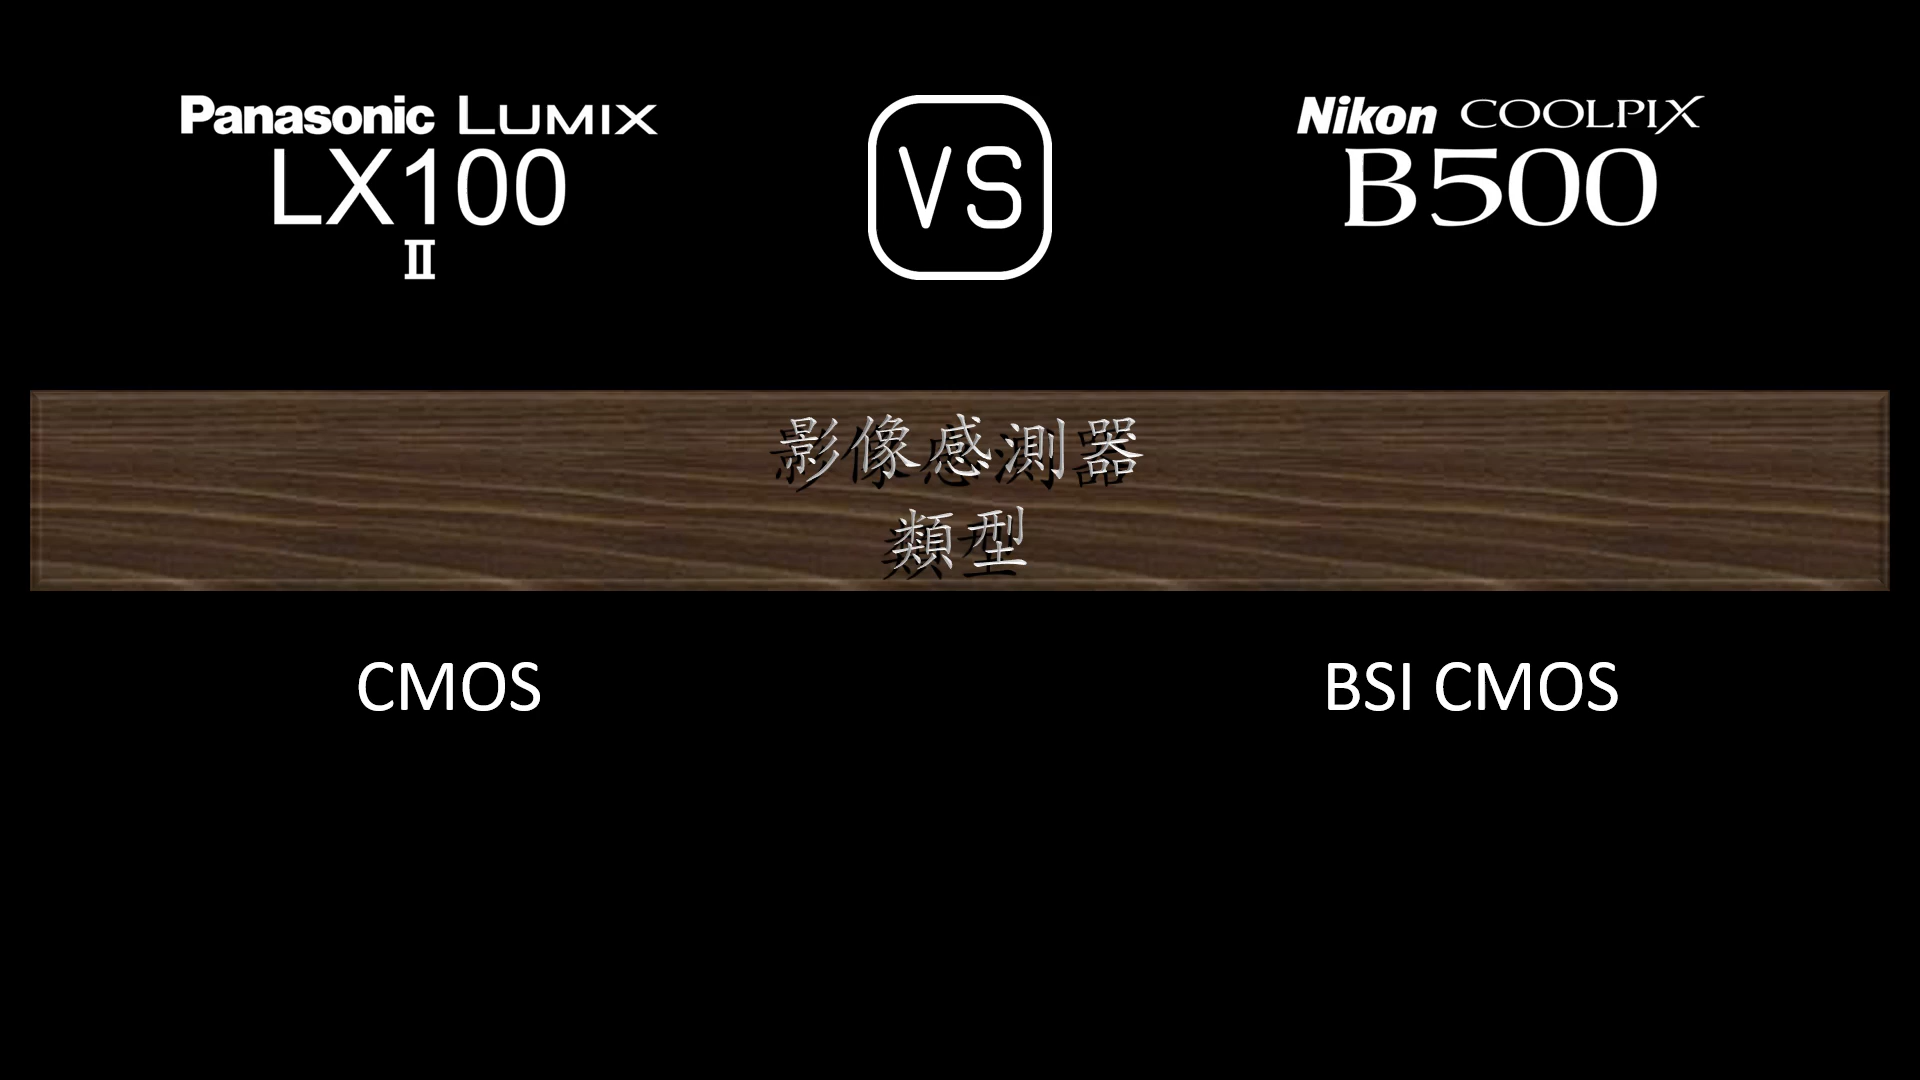 Panasonic LUMIX
LX100
II
VS
Nikon COOLPIX
B500
影像感測器
類型
CMOS
BSI CMOS